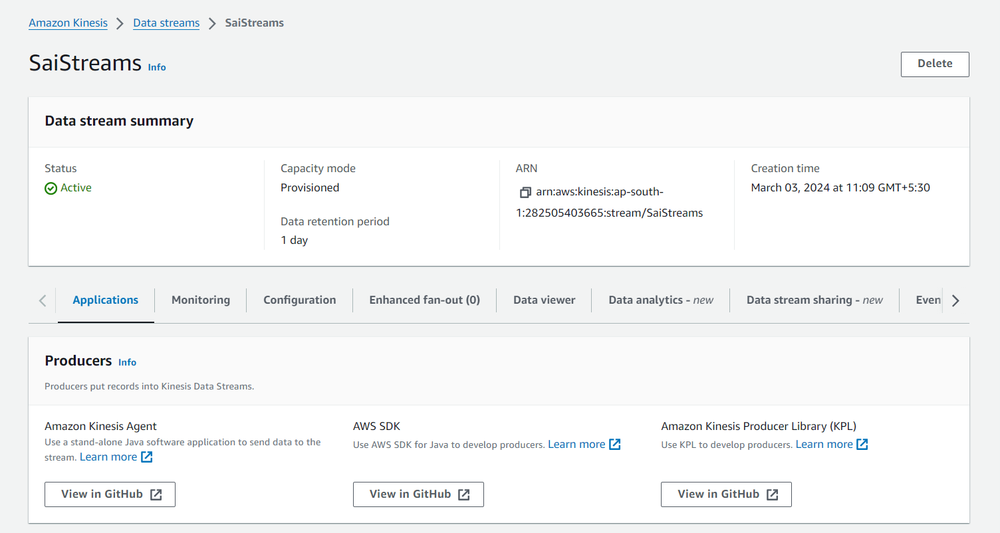 Amazon Kinesis > Data streams > SaiStreams
SaiStreams Info
Delete
Data stream summary
Status
Active
Capacity mode
Provisioned
Data retention period
1 day
ARN
arn:aws:kinesis:ap-south-
1:282505403665:stream/SaiStreams
Creation time
March 03, 2024 at 11:09 GMT+5:30
Applications
Monitoring
Configuration
Enhanced fan-out (0)
Data viewer
Data analytics - new
Data stream sharing - new
Even
Producers Info
Producers put records into Kinesis Data Streams.
Amazon Kinesis Agent
Use a stand-alone Java software application to send data to the
stream. Learn more
View in GitHub
AWS SDK
Use AWS SDK for Java to develop producers. Learn more
View in GitHub
Amazon Kinesis Producer Library (KPL)
Use KPL to develop producers. Learn more
View in GitHub